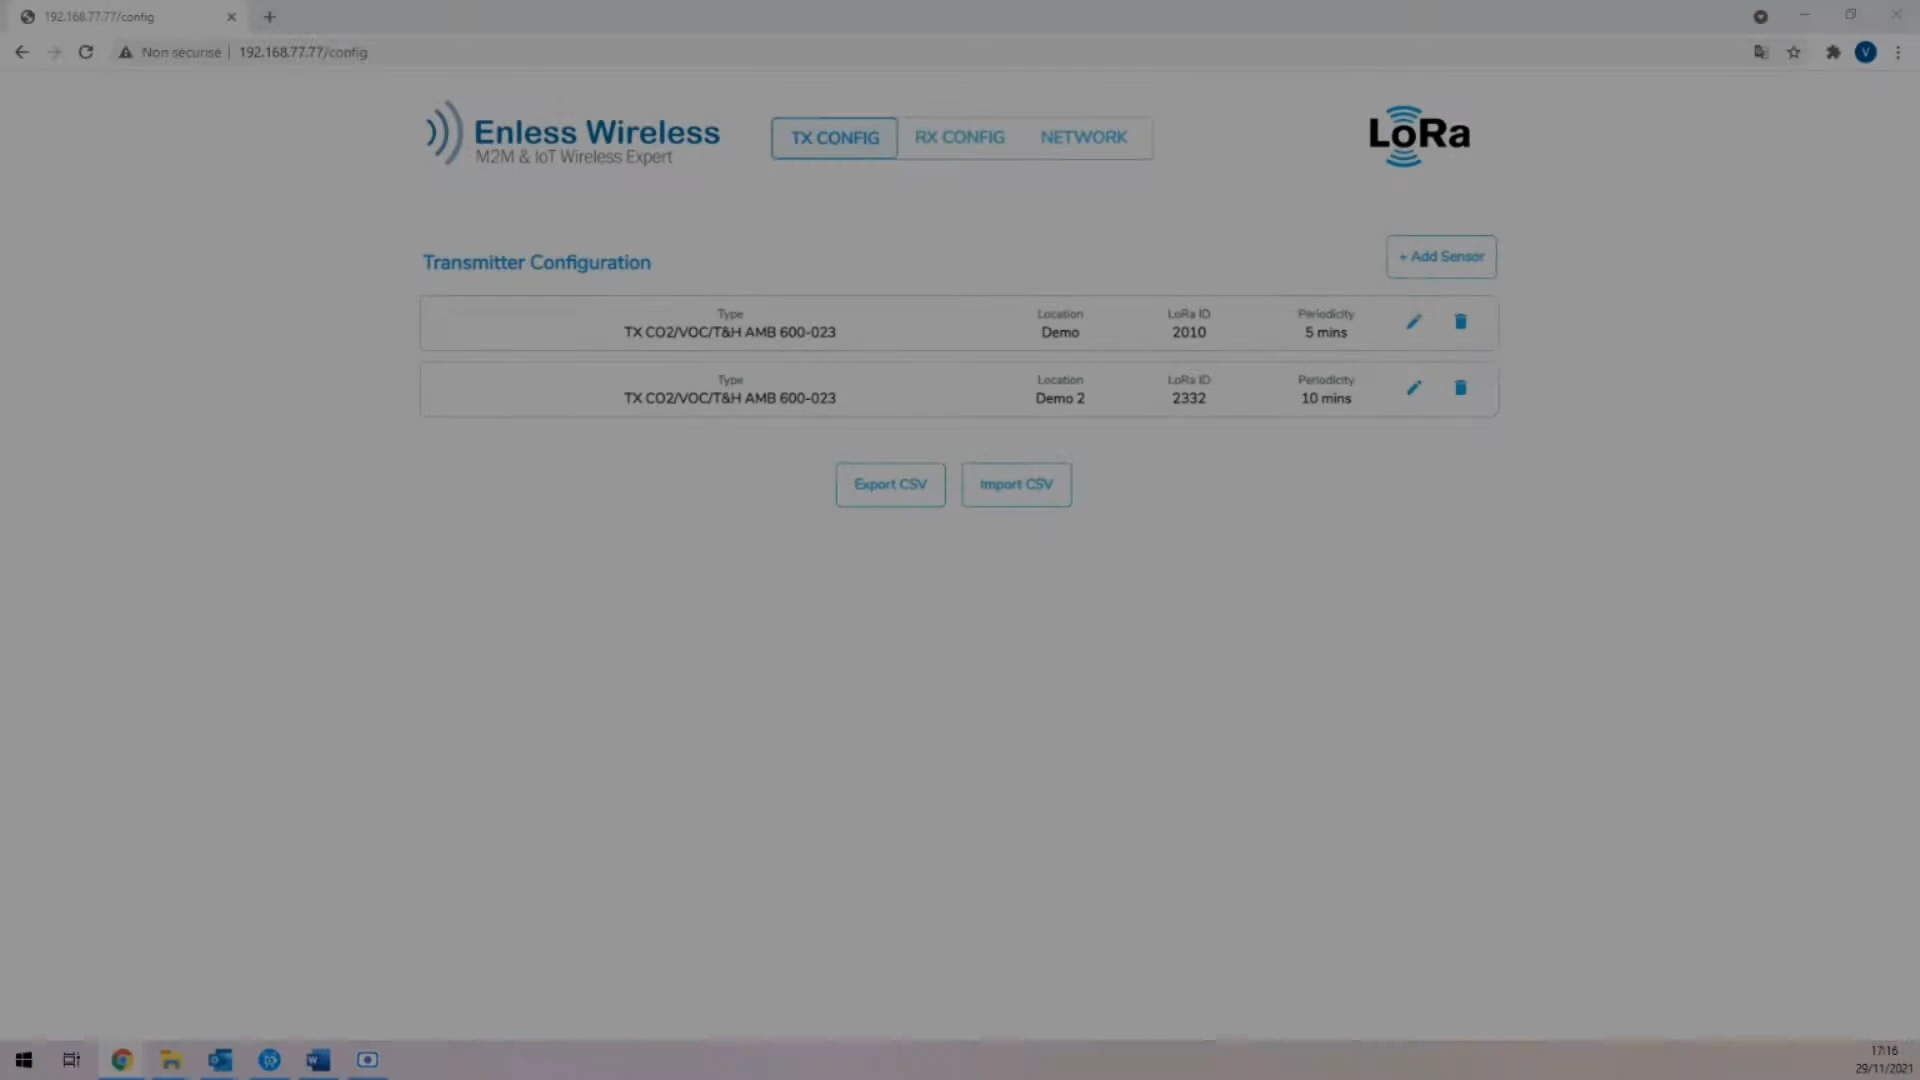 192.168.77.77/config
Non sécurisé | 192.168.77.77/config
V
Enless Wireless
M2M & IoT Wireless Expert
TX CONFIG
RX CONFIG
NETWORK
LoRa
Transmitter Configuration
+ Add Sensor
Type
TX CO2/VOC/T&H AMB 600-023
Location
Demo
LoRa ID
2010
Periodicity
5 mins
Type
TX CO2/VOC/T&H AMB 600-023
Location
Demo 2
LoRa ID
2332
Periodicity
10 mins
Export CSV
Import CSV
17:16
29/11/2021